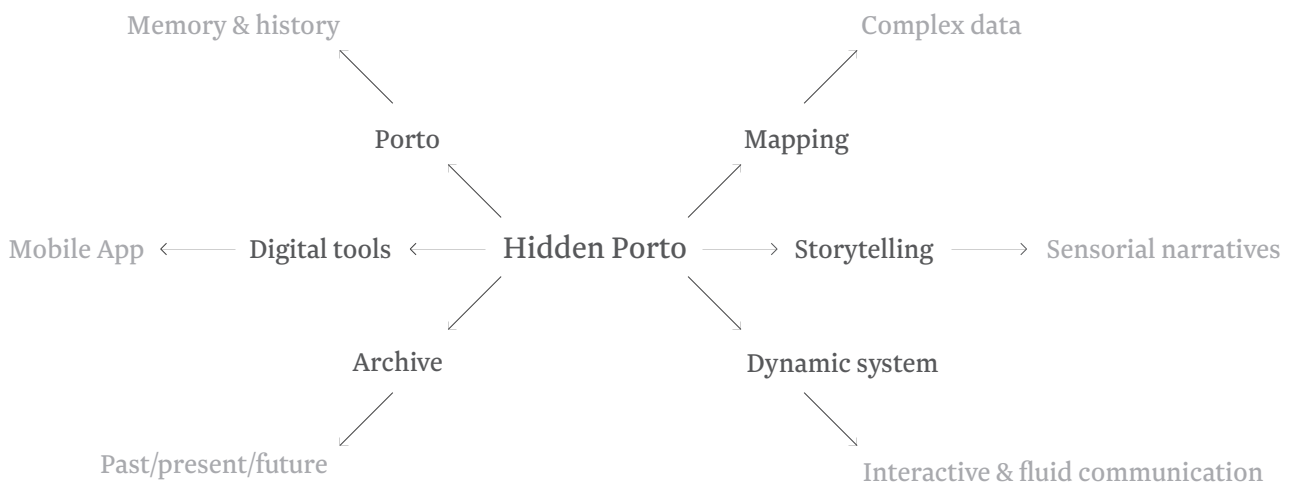 Memory & history
Complex data
Porto
Mapping
Mobile App
Digital tools
Hidden Porto
Storytelling
Sensorial narratives
Archive
Dynamic system
Past/present/future
Interactive & fluid communication